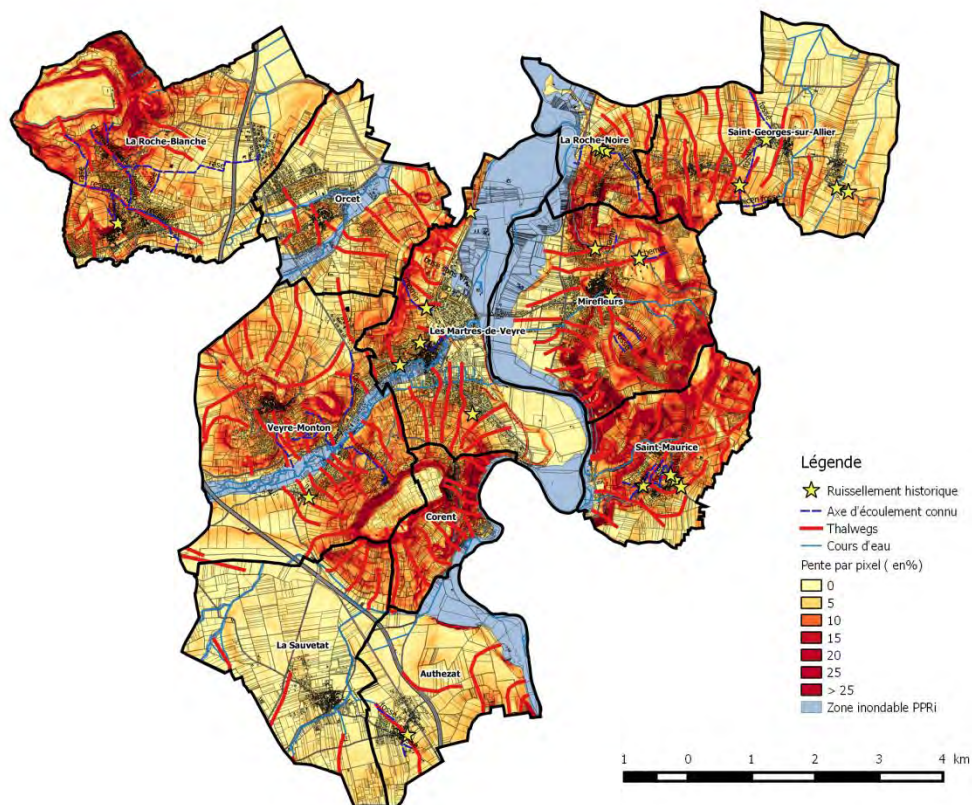 La Roche-Blanche
La Roche-Noire
Saint-Georges-sur-Allier
Orcet
Mirefleurs
Les Martres-de-Veyre
Veyre-Monton
Saint-Maurice
Corent
La Sauvetat
Authezat
Légende
Ruissellement historique
Axe d'écoulement connu
Thalwegs
Cours d'eau
Pente par pixel ( en%)
0
5
10
15
20
25
> 25
Zone inondable PPRi
1 0 1 2 3 4 km